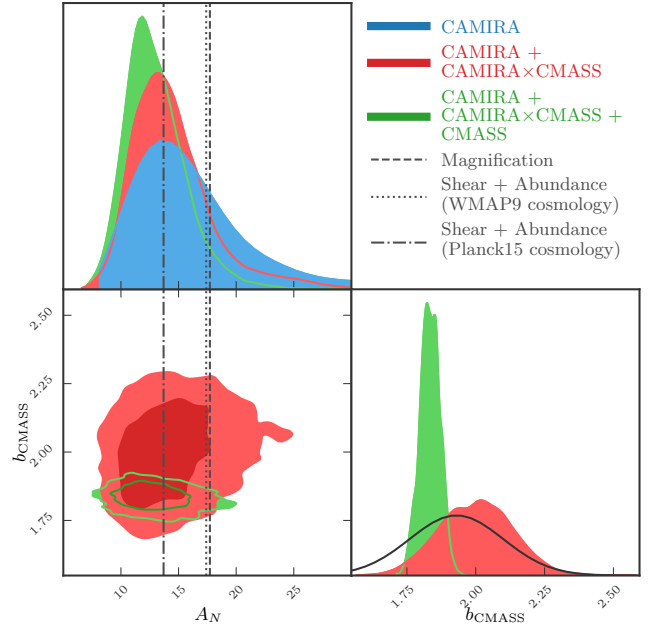 CAMIRA
CAMIRA +
CAMIRA×CMASS
CAMIRA +
CAMIRA×CMASS +
CMASS
Magnification
Shear + Abundance
(WMAP9 cosmology)
Shear + Abundance
(Planck15 cosmology)
2.50
2.25
2.00
1.75
b_CMASS
10
15
20
25
A_N
1.75
2.00
2.25
2.50
b_CMASS